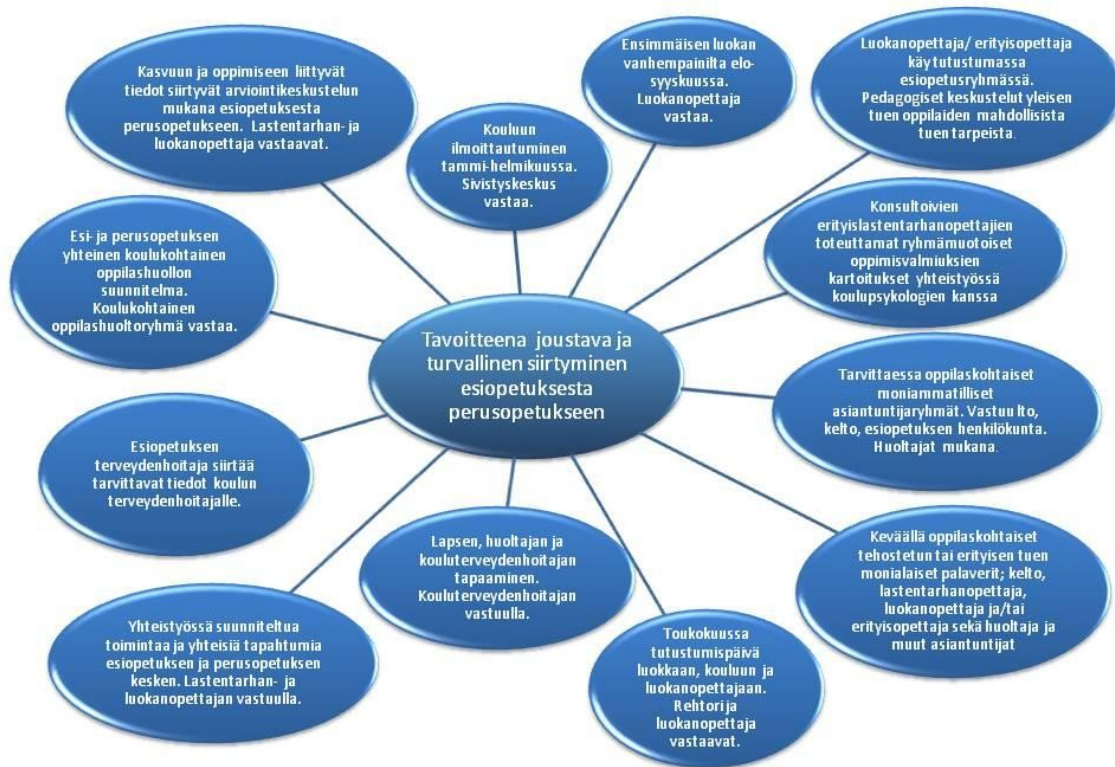 Kasvuun ja oppimiseen liittyvät
tiedot siirtyvät arviointikeskustelun
mukana esiopetuksesta
perusopetukseen. Lastentarhan- ja
luokanopettaja vastaavat.
Kouluun
ilmoittautuminen
tammi-helmikuussa.
Sivistyskeskus
vastaa.
Ensimmäisen luokan
vanhempainilta elo-
syyskuussa.
Luokanopettaja
vastaa.
Luokanopettaja/ erityisopettaja
käy tutustumassa
esiopetusryhmässä.
Pedagogiset keskustelut yleisen
tuen oppilaiden mahdollisista
tuen tarpeista.
Esi- ja perusopetuksen
yhteinen koulukohtainen
oppilashuollon
suunnitelma.
Koulukohtainen
oppilashuoltoryhmä vastaa.
Konsultoivien
erityislastentarhanopettajien
toteuttamat ryhmämuotoiset
oppimisvalmiuksien
kartoitukset yhteistyössä
koulupsykologien kanssa
Tavoitteena joustava ja
turvallinen siirtyminen
esiopetuksesta
perusopetukseen
Tarvittaessa oppilaskohtaiset
moniammatilliset
asiantuntijaryhmät. Vastuu lto,
kelto, esiopetuksen henkilökunta.
Huoltajat mukana.
Esiopetuksen
terveydenhoitaja siirtää
tarvittavat tiedot koulun
terveydenhoitajalle.
Lapsen, huoltajan ja
kouluterveydenhoitajan
tapaaminen.
Kouluterveydenhoitajan
vastuulla.
Keväällä oppilaskohtaiset
tehostetun tai erityisen tuen
monialaiset palaverit; kelto,
lastentarhanopettaja,
luokanopettaja ja/tai
erityisopettaja sekä huoltaja ja
muut asiantuntijat
Yhteistyössä suunniteltua
toimintaa ja yhteisiä tapahtumia
esiopetuksen ja perusopetuksen
kesken. Lastentarhan- ja
luokanopettajan vastuulla.
Toukokuussa
tutustumispäivä
luokkaan, kouluun ja
luokanopettajaan.
Rehtori ja
luokanopettaja
vastaavat.